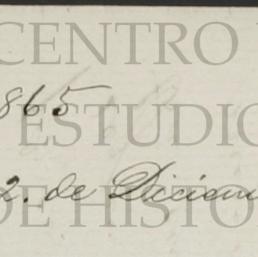 CENTRO
865
ESTUDIO
2. de Diciem
DE HISTO